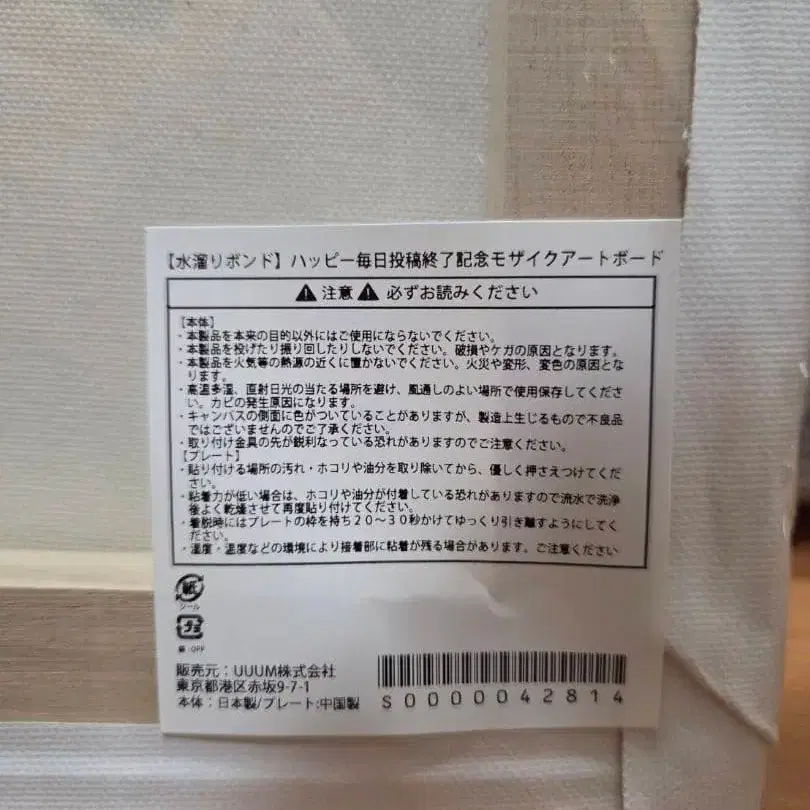 【水溜りボンド】ハッピー毎日投稿終了記念モザイクアートボード
注意 必ずお読みください
【本体】
・本製品を本来の目的以外にはご使用にならないでください。
・本製品を投げたり振り回したりしないでください。破損やケガの原因となります。
・本製品を火気等の熱源の近くに置かないでください。火災や変形、変色の原因とな
ります。
・高温多湿、直射日光の当たる場所を避け、風通しのよい場所で使用保存してくださ
い。カビの発生原因になります。
・キャンバスの側面に色がついていることがありますが、製造上生じるもので不良品
ではございませんのでご了承ください。
・取り付け金具の先が鋭利なっている恐れがありますのでご注意ください。
【プレート】
・貼り付ける場所の汚れ・ホコリや油分を取り除いてから、優しく押さえつけてくだ
さい。
・粘着力が低い場合は、ホコリや油分が付着している恐れがありますので流水で洗浄
後よく乾燥させて再度貼り付けてください。
・着脱時にはプレートの枠を持ち20～30秒かけてゆっくり引き離すようにしてく
ださい。
・湿度・温度などの環境により接着部に粘着が残る場合があります。ご注意ください
紙
シール
プラ
袋:OPP
販売元：UUUM株式会社
東京都港区赤坂9-7-1
本体：日本製/プレート:中国製
S0000042814